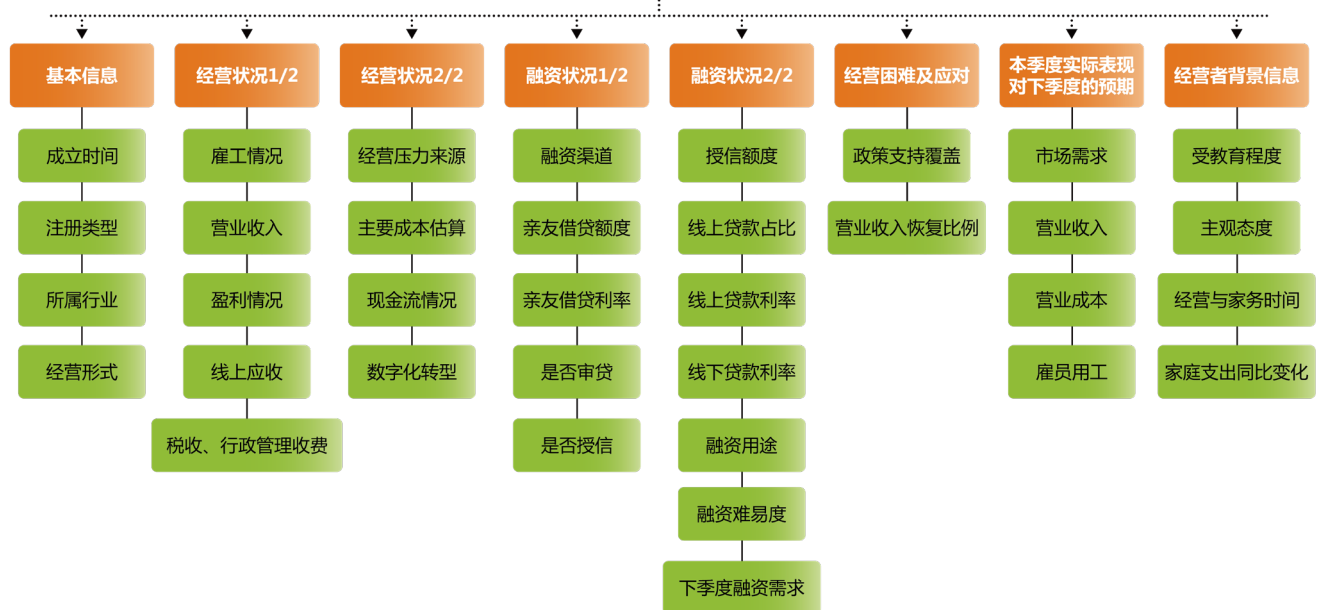 基本信息
成立时间
注册类型
所属行业
经营形式
经营状况1/2
雇工情况
营业收入
盈利情况
线上应收
税收、行政管理收费
经营状况2/2
经营压力来源
主要成本估算
现金流情况
数字化转型
融资状况1/2
融资渠道
亲友借贷额度
亲友借贷利率
是否审贷
是否授信
融资状况2/2
授信额度
线上贷款占比
线上贷款利率
线下贷款利率
融资用途
融资难易度
下季度融资需求
经营困难及应对
政策支持覆盖
营业收入恢复比例
本季度实际表现
对下季度的预期
市场需求
营业收入
营业成本
雇员用工
经营者背景信息
受教育程度
主观态度
经营与家务时间
家庭支出同比变化